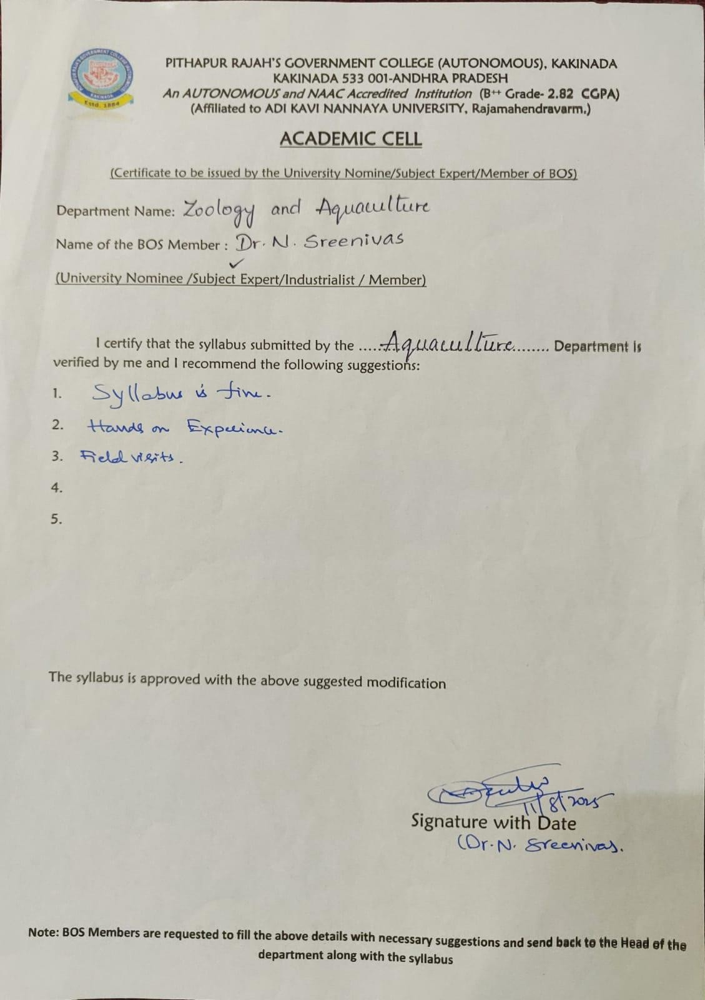 PITHAPUR RAJAH'S GOVERNMENT COLLEGE (AUTONOMOUS), KAKINADA
KAKINADA 533 001-ANDHRA PRADESH
An AUTONOMOUS and NAAC Accredited Institution (B++ Grade- 2.82 CGPA)
(Affiliated to ADI KAVI NANNAYA UNIVERSITY, Rajamahendravarm.)
KAKINADA
Estd. 1884
ACADEMIC CELL
(Certificate to be issued by the University Nomine/Subject Expert/Member of BOS)
Department Name: Zoology and Aquaculture
Name of the BOS Member : Dr. N. Sreenivas
✓
(University Nominee /Subject Expert/Industrialist / Member)
I certify that the syllabus submitted by the .....Aquaculture........ Department is
verified by me and I recommend the following suggestions:
1. Syllabus is fine.
2. Hands on Experience.
3. Field visits.
4.
5.
The syllabus is approved with the above suggested modification
11/8/2025
Signature with Date
(Dr. N. Sreenivas.
Note: BOS Members are requested to fill the above details with necessary suggestions and send back to the Head of the
department along with the syllabus